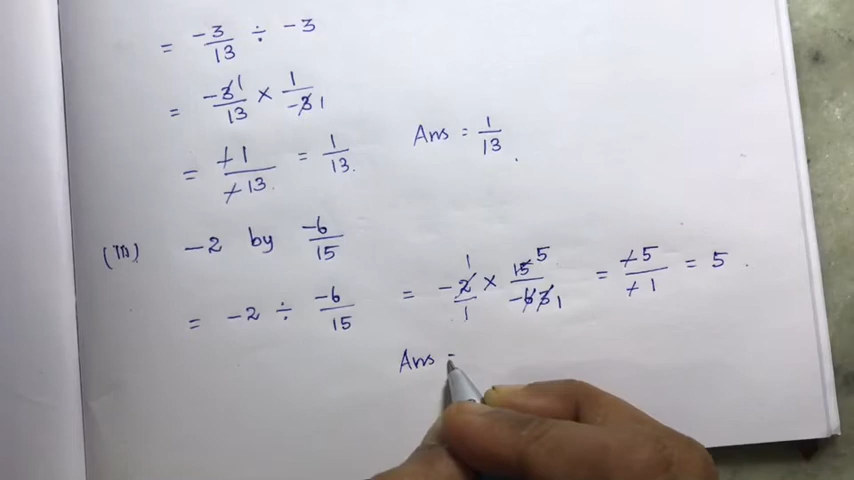 = -3/13 ÷ -3
= -3 1/13 × 1/-3 1
= -1/-13 = 1/13. Ans = 1/13.
(iii) -2 by -6/15
= -2 ÷ -6/15 = -2 1/1 × 15 5/-6 3 1 = -5/-1 = 5.
Ans =